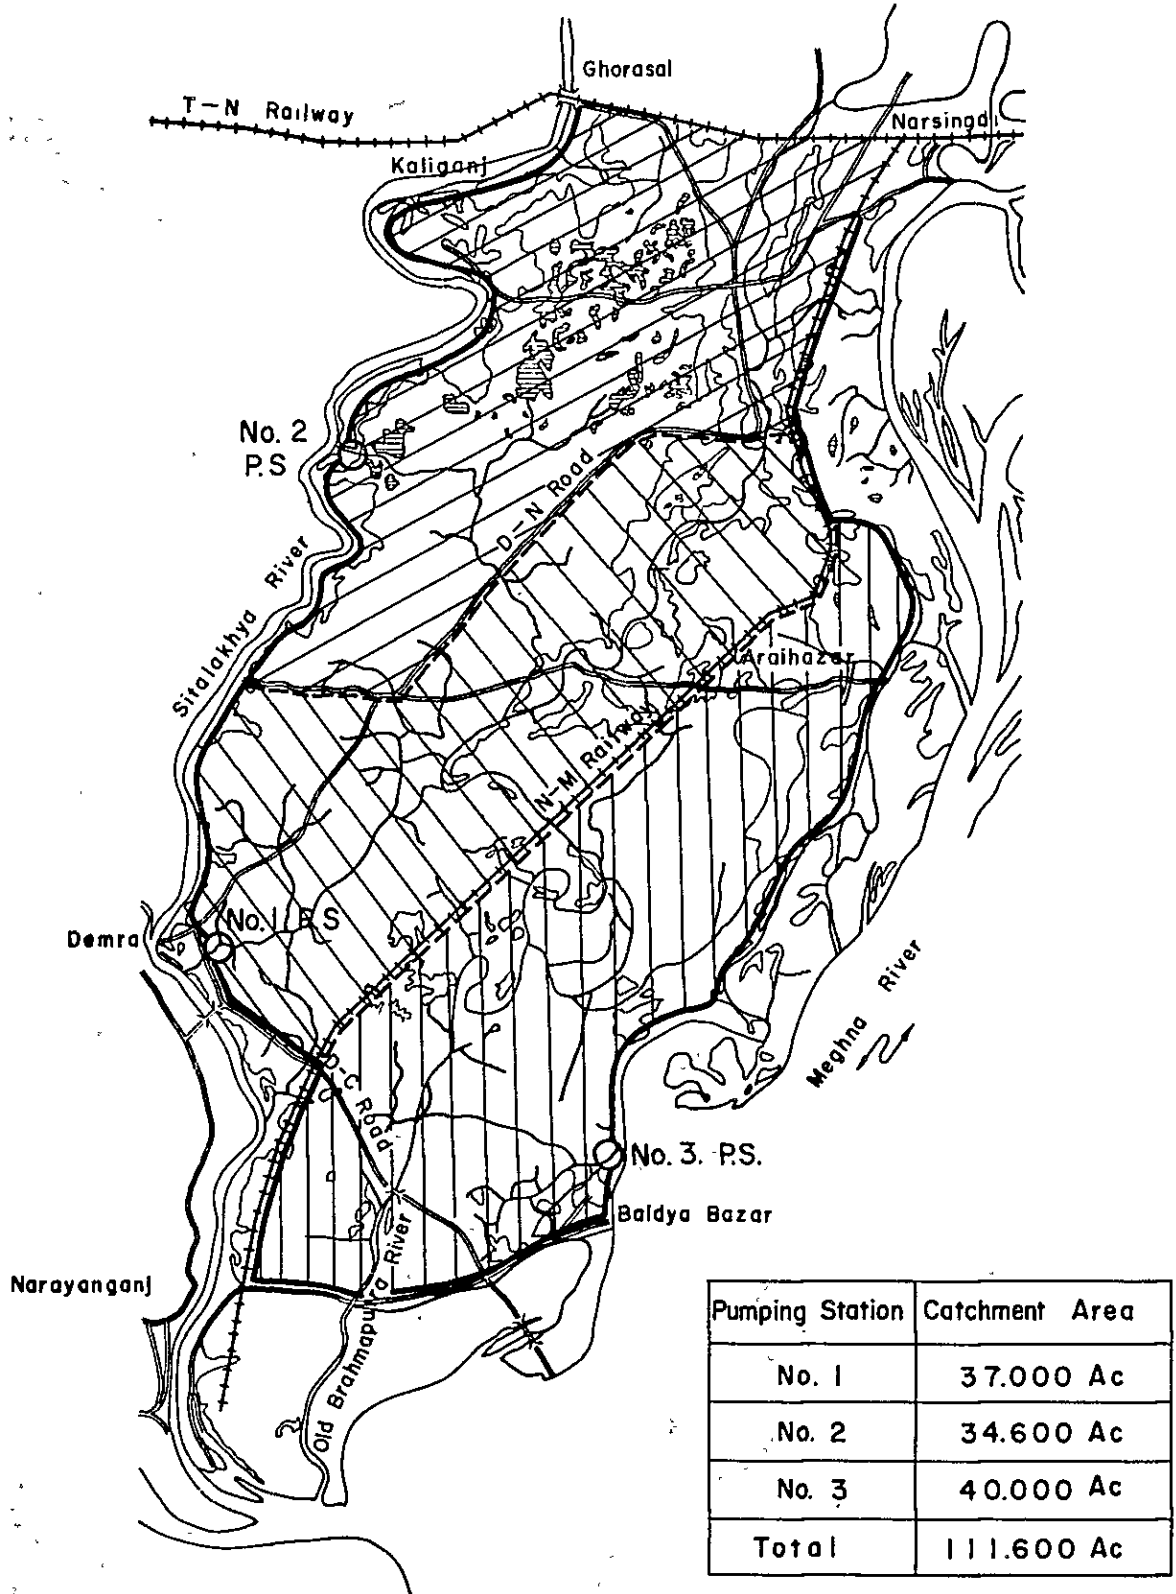 Ghorasal
T-N Railway
Narsingdi
Kaliganj
No. 2
P.S
D-N Road
Sitalakhya River
Araihazar
N-M Railway
No. 1 P.S
Demra
Meghna River
D-C Road
No. 3. P.S.
Baidya Bazar
Narayanganj
Old Brahmaputra River
Pumping Station Catchment Area
No. 1 37.000 Ac
No. 2 34.600 Ac
No. 3 40.000 Ac
Total 111.600 Ac